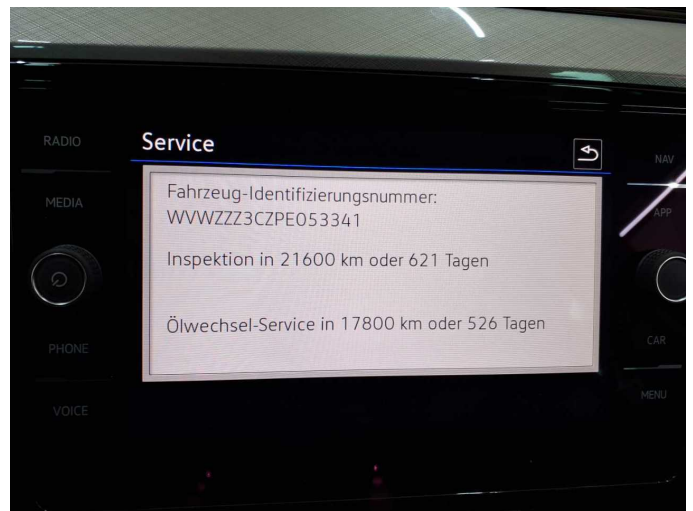 Service
RADIO
MEDIA
PHONE
VOICE
Fahrzeug-Identifizierungsnummer:
WVWZZZ3CZPE053341
Inspektion in 21600 km oder 621 Tagen
Ölwechsel-Service in 17800 km oder 526 Tagen
NAV
APP
CAR
MENU